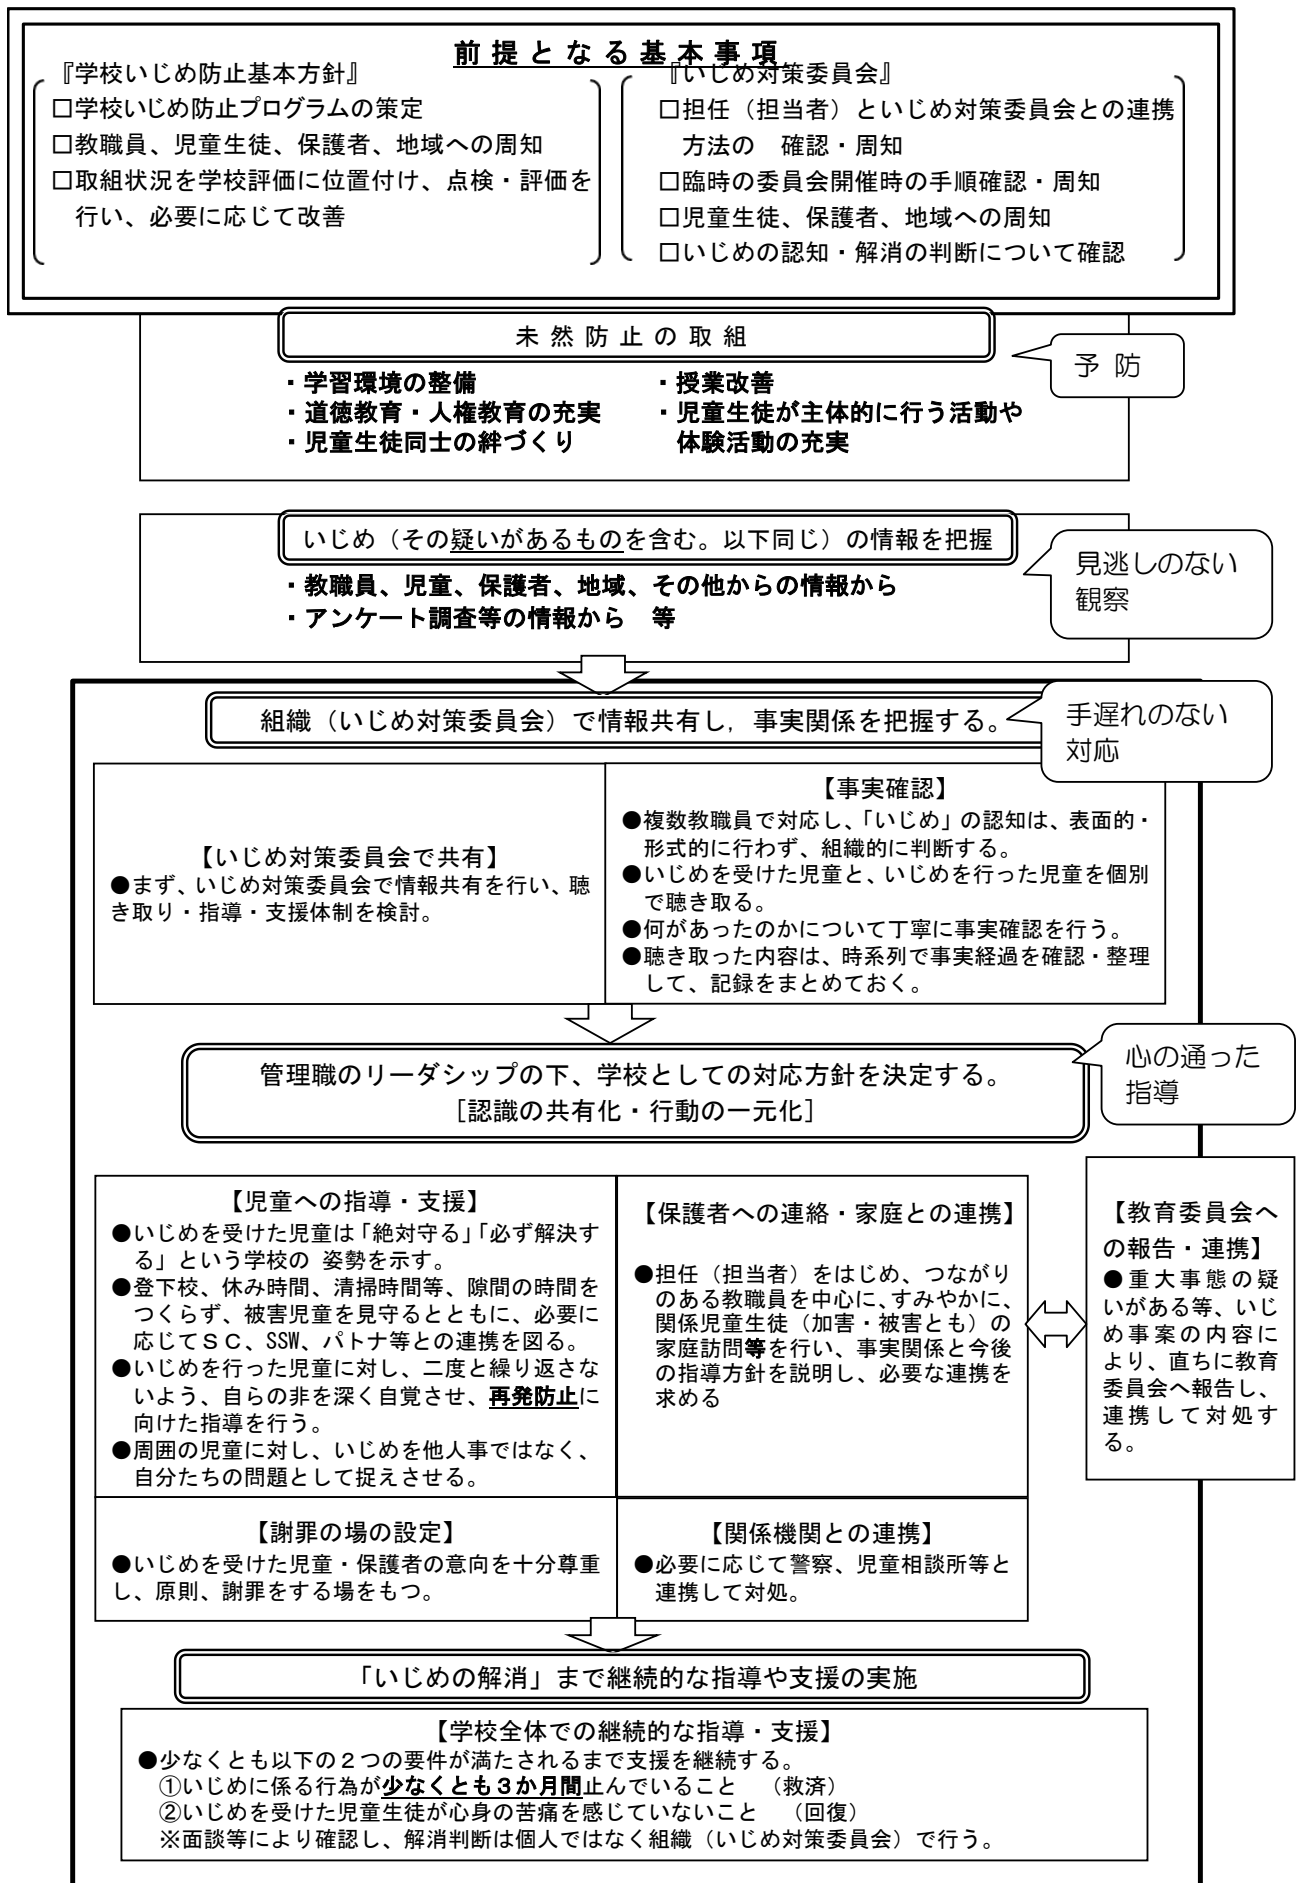 前提となる基本事項
『学校いじめ防止基本方針』
□学校いじめ防止プログラムの策定
□教職員、児童生徒、保護者、地域への周知
□取組状況を学校評価に位置付け、点検・評価を
行い、必要に応じて改善
『いじめ対策委員会』
□担任（担当者）といじめ対策委員会との連携
方法の　確認・周知
□臨時の委員会開催時の手順確認・周知
□児童生徒、保護者、地域への周知
□いじめの認知・解消の判断について確認
未然防止の取組
予 防
・学習環境の整備
・道徳教育・人権教育の充実
・児童生徒同士の絆づくり
・授業改善
・児童生徒が主体的に行う活動や
体験活動の充実
いじめ（その疑いがあるものを含む。以下同じ）の情報を把握
見逃しのない
観察
・教職員、児童、保護者、地域、その他からの情報から
・アンケート調査等の情報から　等
組織（いじめ対策委員会）で情報共有し，事実関係を把握する。
手遅れのない
対応
【いじめ対策委員会で共有】
●まず、いじめ対策委員会で情報共有を行い、聴
き取り・指導・支援体制を検討。
【事実確認】
●複数教職員で対応し、「いじめ」の認知は、表面的・
形式的に行わず、組織的に判断する。
●いじめを受けた児童と、いじめを行った児童を個別
で聴き取る。
●何があったのかについて丁寧に事実確認を行う。
●聴き取った内容は、時系列で事実経過を確認・整理
して、記録をまとめておく。
管理職のリーダシップの下、学校としての対応方針を決定する。
［認識の共有化・行動の一元化］
心の通った
指導
【児童への指導・支援】
●いじめを受けた児童は「絶対守る」「必ず解決す
る」という学校の 姿勢を示す。
●登下校、休み時間、清掃時間等、隙間の時間を
つくらず、被害児童を見守るとともに、必要に
応じてＳＣ、SSW、パトナ等との連携を図る。
●いじめを行った児童に対し、二度と繰り返さな
いよう、自らの非を深く自覚させ、再発防止に
向けた指導を行う。
●周囲の児童に対し、いじめを他人事ではなく、
自分たちの問題として捉えさせる。
【保護者への連絡・家庭との連携】
●担任（担当者）をはじめ、つながり
のある教職員を中心に、すみやかに、
関係児童生徒（加害・被害とも）の
家庭訪問等を行い、事実関係と今後
の指導方針を説明し、必要な連携を
求める
【教育委員会へ
の報告・連携】
●重大事態の疑
いがある等、いじ
め事案の内容に
より、直ちに教育
委員会へ報告し、
連携して対処す
る。
【謝罪の場の設定】
●いじめを受けた児童・保護者の意向を十分尊重
し、原則、謝罪をする場をもつ。
【関係機関との連携】
●必要に応じて警察、児童相談所等と
連携して対処。
「いじめの解消」まで継続的な指導や支援の実施
【学校全体での継続的な指導・支援】
●少なくとも以下の２つの要件が満たされるまで支援を継続する。
①いじめに係る行為が少なくとも３か月間止んでいること　（救済）
②いじめを受けた児童生徒が心身の苦痛を感じていないこと　（回復）
※面談等により確認し、解消判断は個人ではなく組織（いじめ対策委員会）で行う。